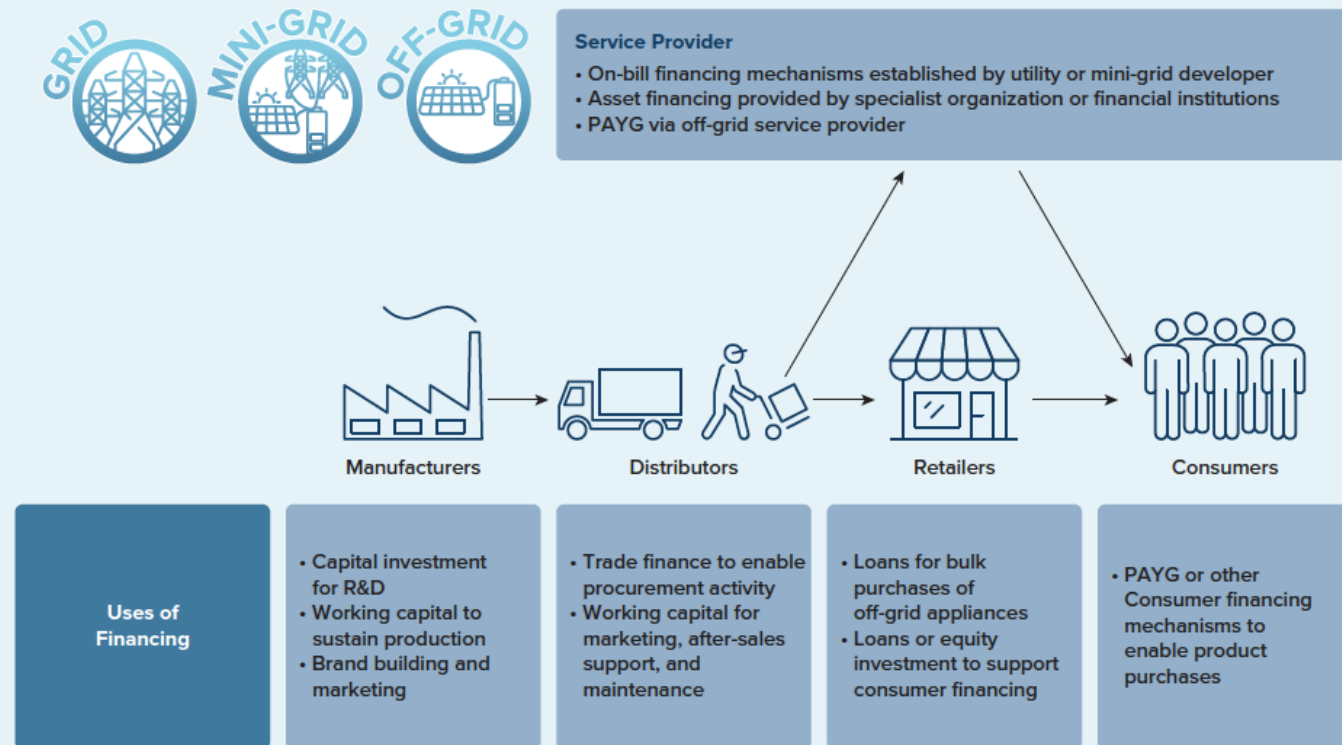 GRID
MINI-GRID
OFF-GRID
Service Provider
• On-bill financing mechanisms established by utility or mini-grid developer
• Asset financing provided by specialist organization or financial institutions
• PAYG via off-grid service provider
Manufacturers
Distributors
Retailers
Consumers
Uses of
Financing
• Capital investment
for R&D
• Working capital to
sustain production
• Brand building and
marketing
• Trade finance to enable
procurement activity
• Working capital for
marketing, after-sales
support, and
maintenance
• Loans for bulk
purchases of
off-grid appliances
• Loans or equity
investment to support
consumer financing
• PAYG or other
Consumer financing
mechanisms to
enable product
purchases